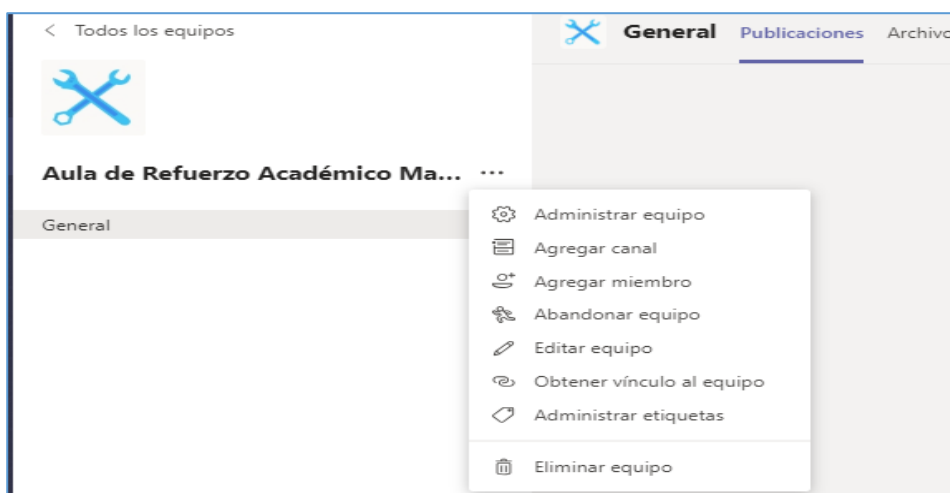 Todos los equipos
General Publicaciones Archivo
Aula de Refuerzo Académico Ma... ...
General
Administrar equipo
Agregar canal
Agregar miembro
Abandonar equipo
Editar equipo
Obtener vínculo al equipo
Administrar etiquetas
Eliminar equipo